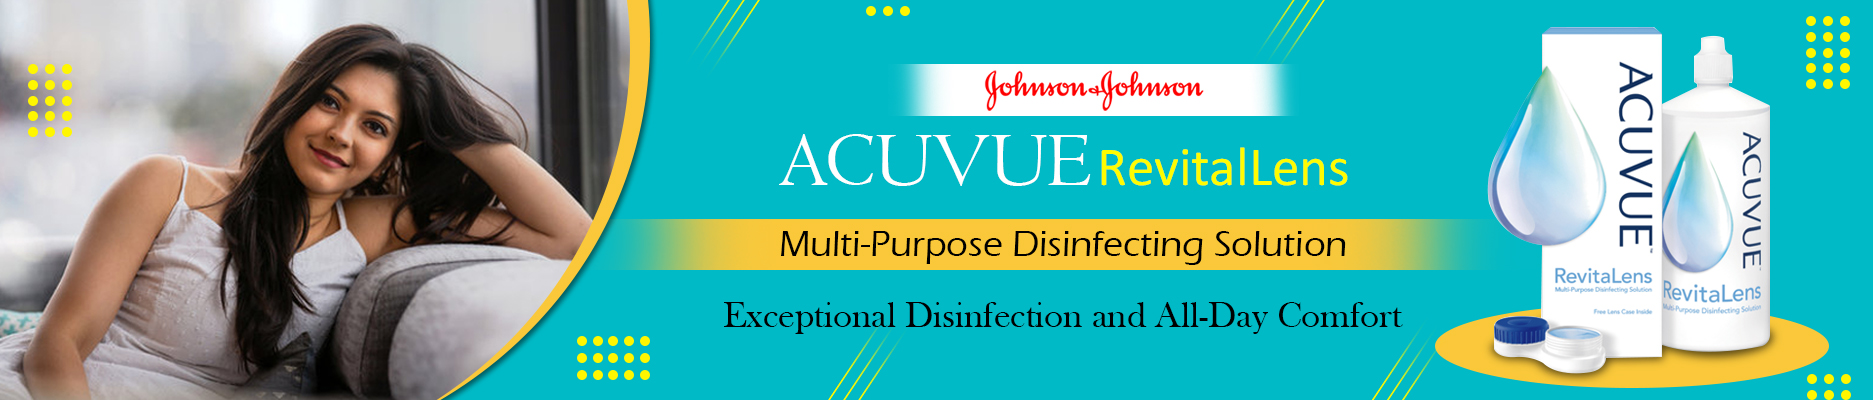 Johnson & Johnson
ACUVUE RevitalLens
Multi-Purpose Disinfecting Solution
Exceptional Disinfection and All-Day Comfort
ACUVUE™
RevitaLens
Multi-Purpose Disinfecting Solution
Free Lens Case Inside
ACUVUE
RevitaLens
Multi-Purpose Disinfecting Solution